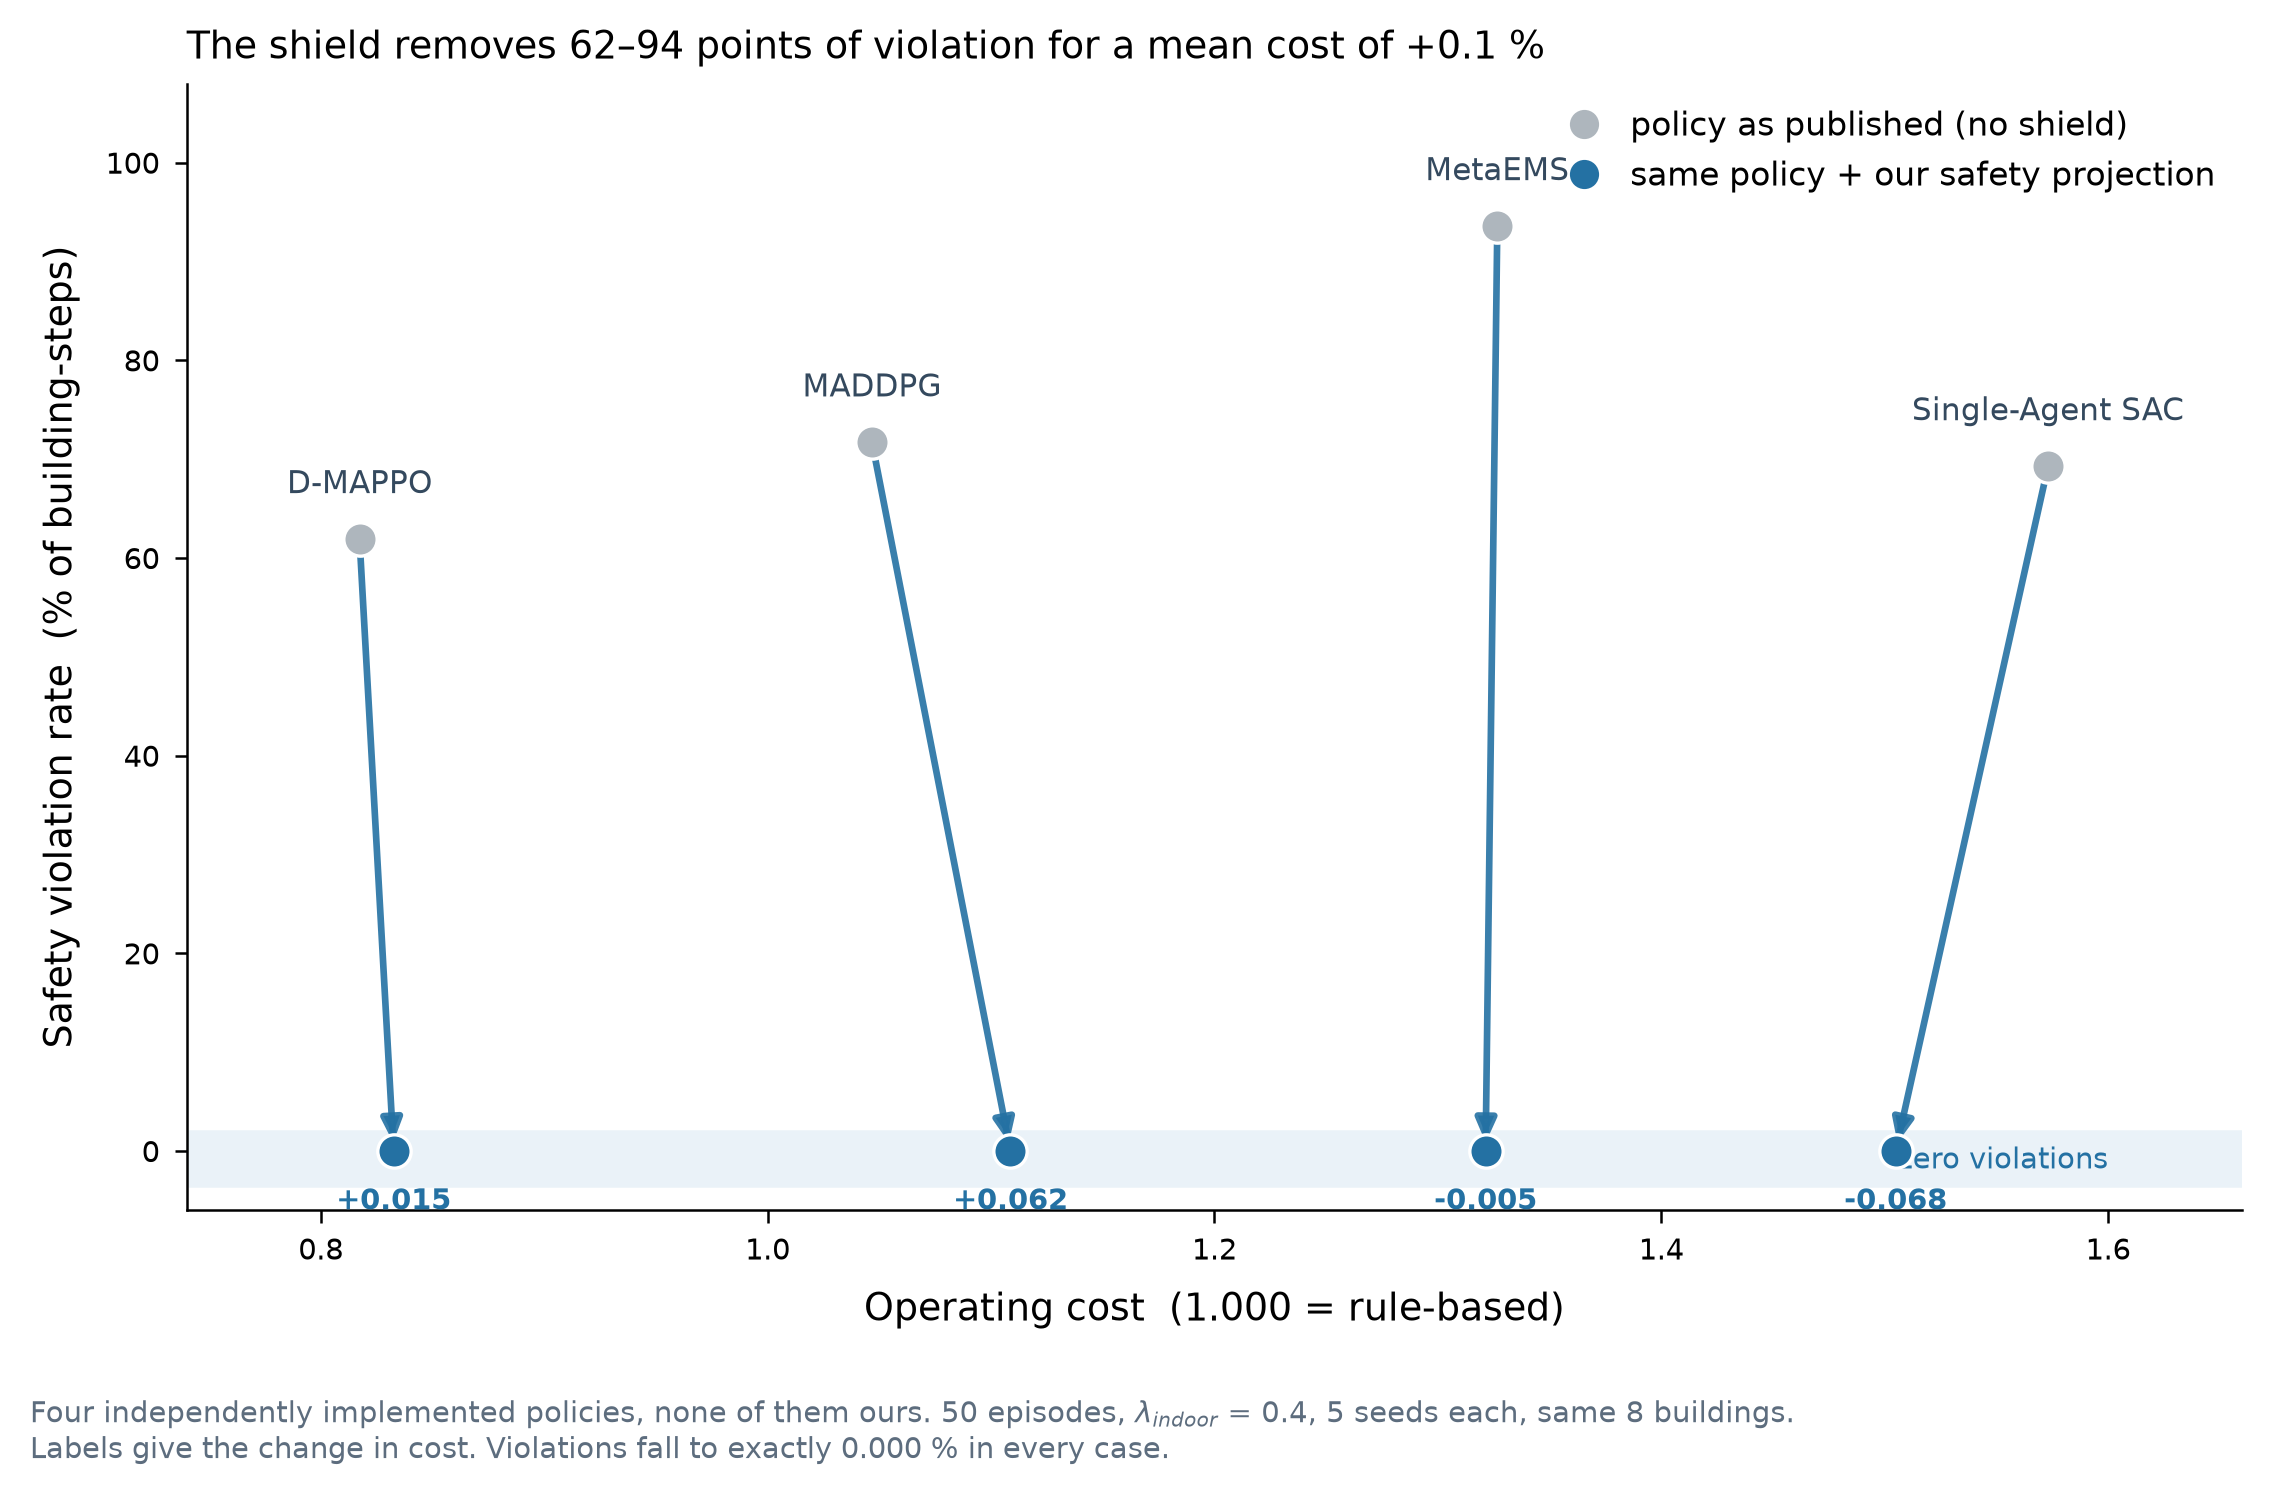 The shield removes 62–94 points of violation for a mean cost of +0.1 %
policy as published (no shield)
same policy + our safety projection
MetaEMS
MADDPG
Single-Agent SAC
D-MAPPO
Safety violation rate (% of building-steps)
100
80
60
40
20
0
zero violations
+0.015
+0.062
-0.005
-0.068
0.8
1.0
1.2
1.4
1.6
Operating cost (1.000 = rule-based)
Four independently implemented policies, none of them ours. 50 episodes, λ_indoor = 0.4, 5 seeds each, same 8 buildings.
Labels give the change in cost. Violations fall to exactly 0.000 % in every case.